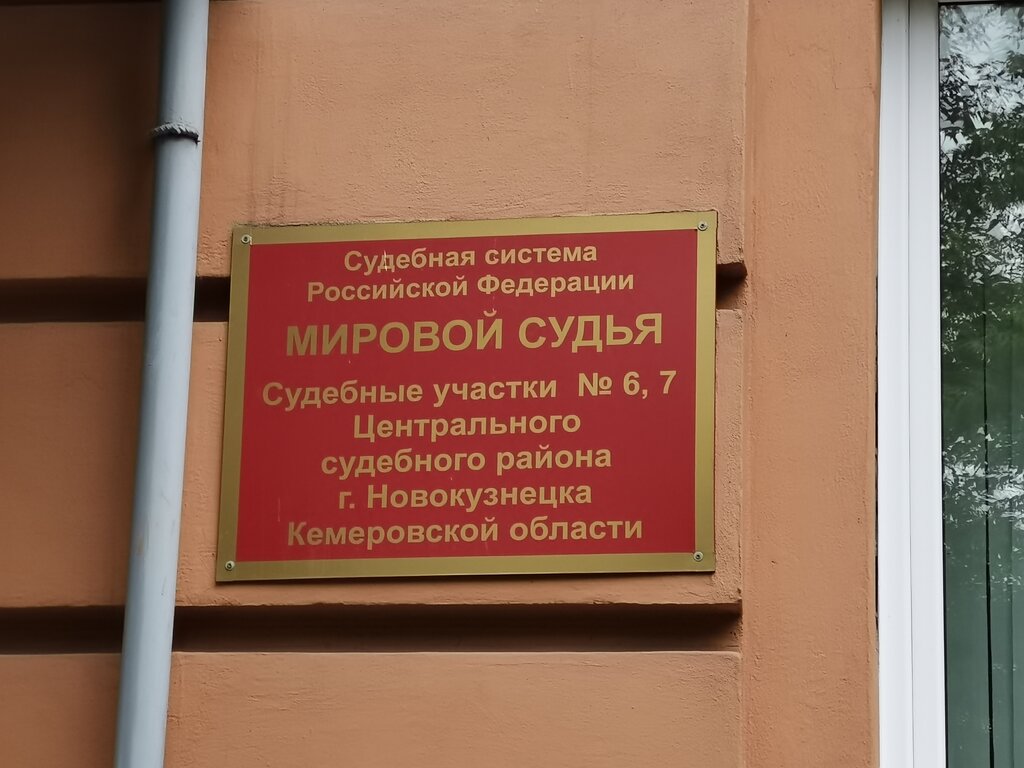 Судебная система
Российской Федерации
МИРОВОЙ СУДЬЯ
Судебные участки № 6, 7
Центрального
судебного района
г. Новокузнецка
Кемеровской области